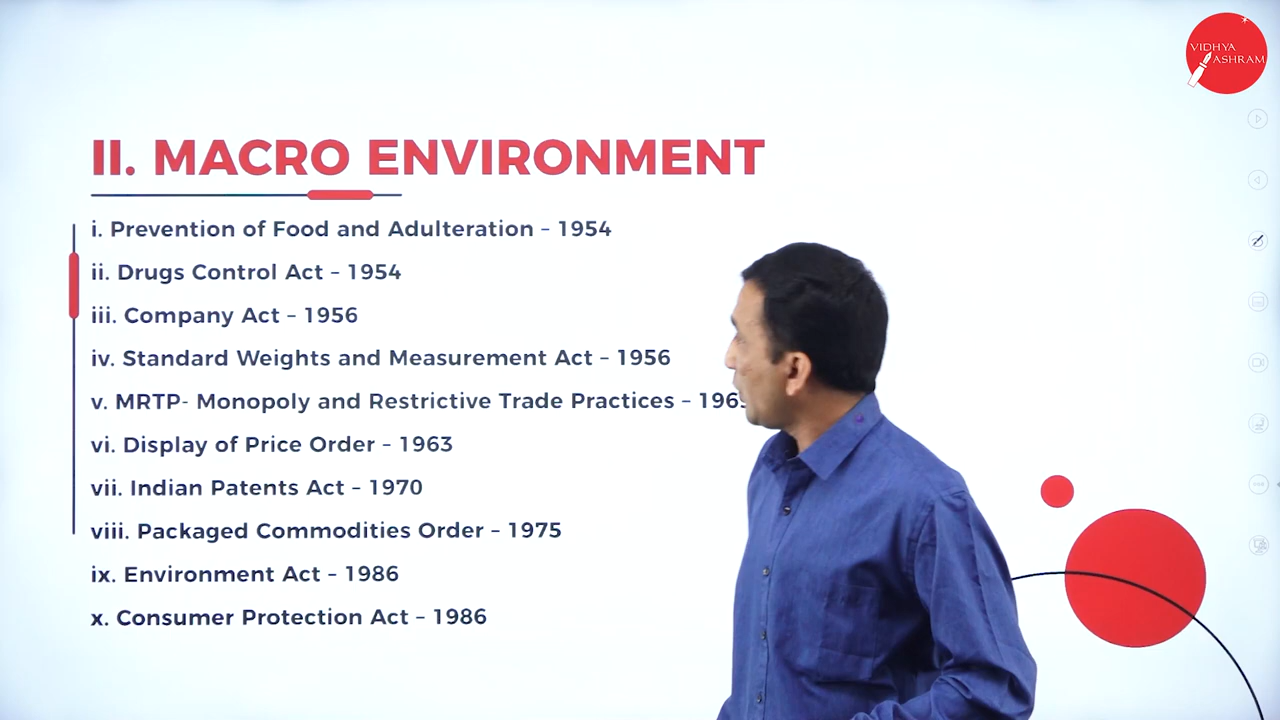 VIDHYA
ASHRAM
II. MACRO ENVIRONMENT
i. Prevention of Food and Adulteration – 1954
ii. Drugs Control Act – 1954
iii. Company Act – 1956
iv. Standard Weights and Measurement Act – 1956
v. MRTP- Monopoly and Restrictive Trade Practices –
vi. Display of Price Order – 1963
vii. Indian Patents Act – 1970
viii. Packaged Commodities Order – 1975
ix. Environment Act – 1986
x. Consumer Protection Act – 1986